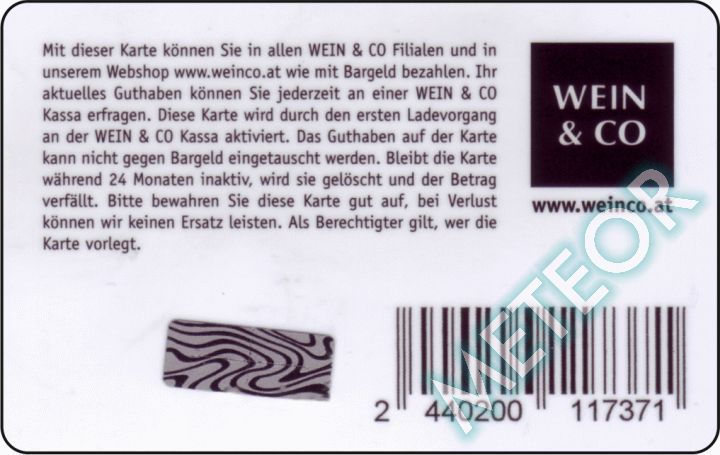 Mit dieser Karte können Sie in allen WEIN & CO Filialen und in
unserem Webshop www.weinco.at wie mit Bargeld bezahlen. Ihr
aktuelles Guthaben können Sie jederzeit an einer WEIN & CO
Kassa erfragen. Diese Karte wird durch den ersten Ladevorgang
an der WEIN & CO Kassa aktiviert. Das Guthaben auf der Karte
kann nicht gegen Bargeld eingetauscht werden. Bleibt die Karte
während 24 Monaten inaktiv, wird sie gelöscht und der Betrag
verfällt. Bitte bewahren Sie diese Karte gut auf, bei Verlust
können wir keinen Ersatz leisten. Als Berechtigter gilt, wer die
Karte vorlegt.
WEIN
& CO
www.weinco.at
METEOR
2 440200 117371